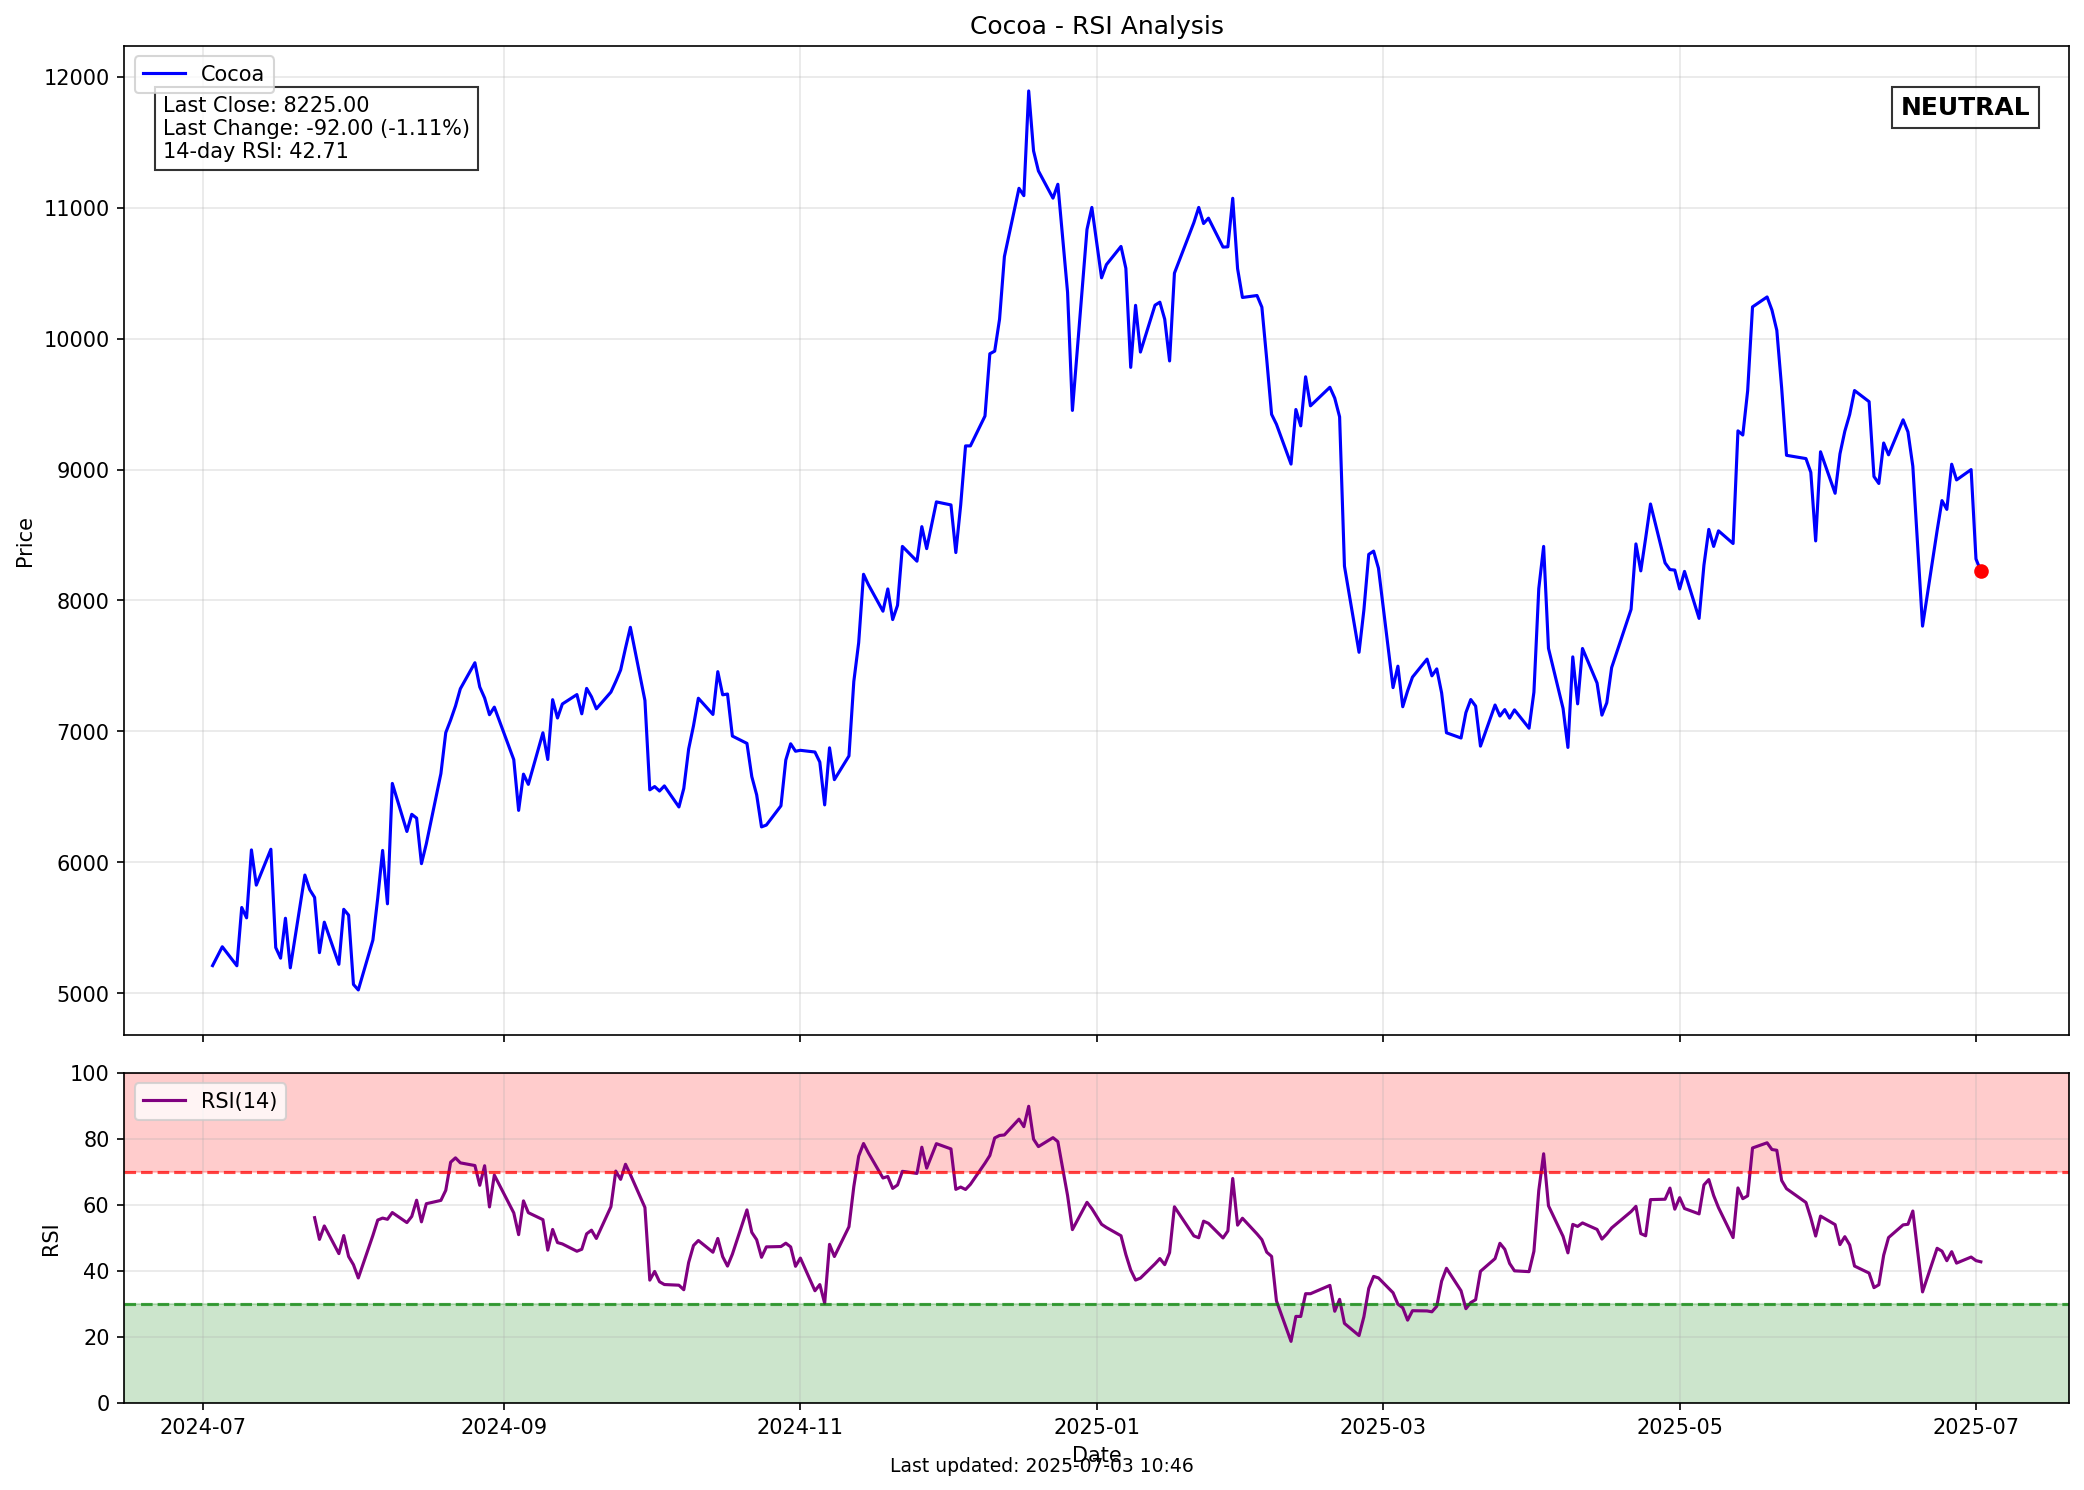 Cocoa - RSI Analysis
Cocoa
Last Close: 8225.00
Last Change: -92.00 (-1.11%)
14-day RSI: 42.71
NEUTRAL
12000
11000
10000
9000
8000
7000
6000
5000
Price
RSI(14)
100
80
60
40
20
0
RSI
2024-07
2024-09
2024-11
2025-01
2025-03
2025-05
2025-07
Date
Last updated: 2025-07-03 10:46